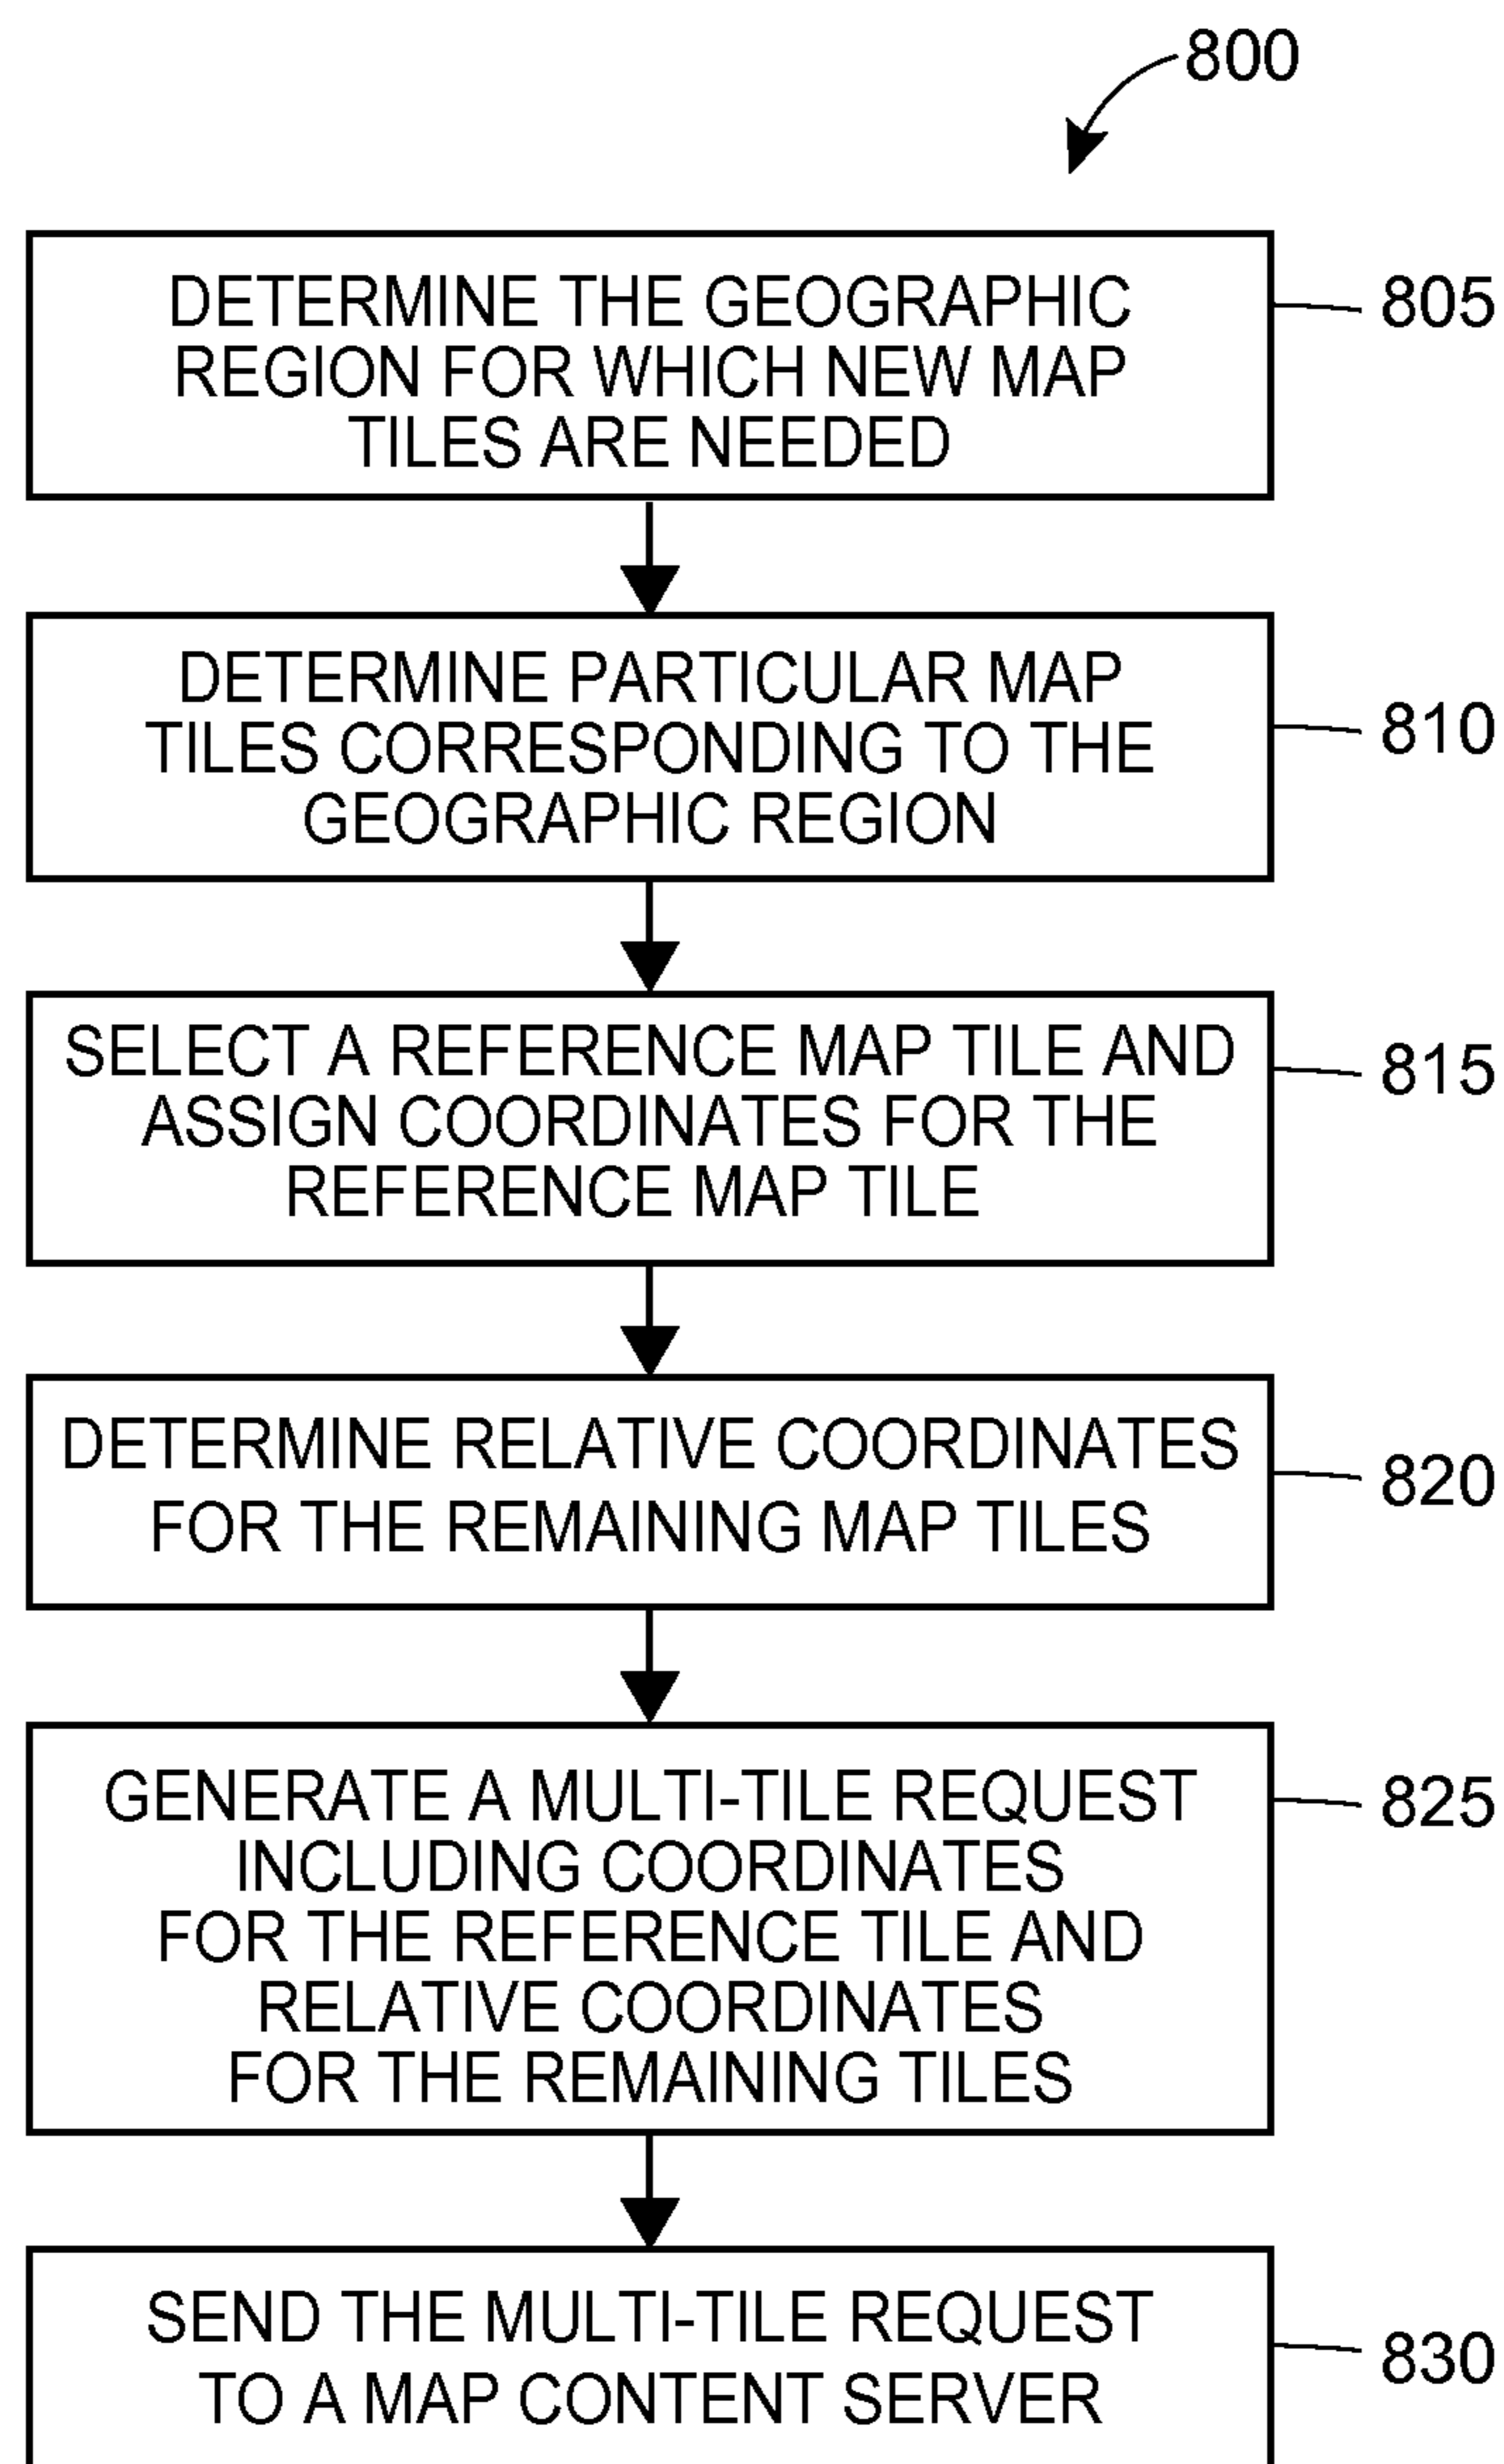 800
DETERMINE THE GEOGRAPHIC
REGION FOR WHICH NEW MAP
TILES ARE NEEDED
805
DETERMINE PARTICULAR MAP
TILES CORRESPONDING TO THE
GEOGRAPHIC REGION
810
SELECT A REFERENCE MAP TILE AND
ASSIGN COORDINATES FOR THE
REFERENCE MAP TILE
815
DETERMINE RELATIVE COORDINATES
FOR THE REMAINING MAP TILES
820
GENERATE A MULTI-TILE REQUEST
INCLUDING COORDINATES
FOR THE REFERENCE TILE AND
RELATIVE COORDINATES
FOR THE REMAINING TILES
825
SEND THE MULTI-TILE REQUEST
TO A MAP CONTENT SERVER
830